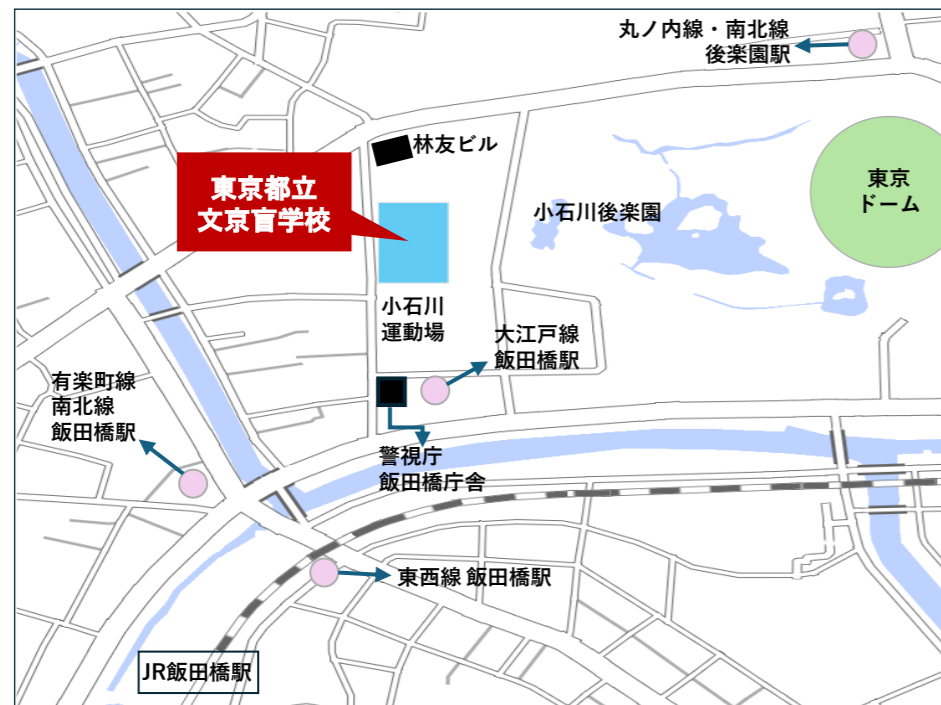 丸ノ内線・南北線
後楽園駅
林友ビル
東京都立
文京盲学校
東京
ドーム
小石川後楽園
小石川
運動場
大江戸線
飯田橋駅
有楽町線
南北線
飯田橋駅
警視庁
飯田橋庁舎
東西線 飯田橋駅
JR飯田橋駅